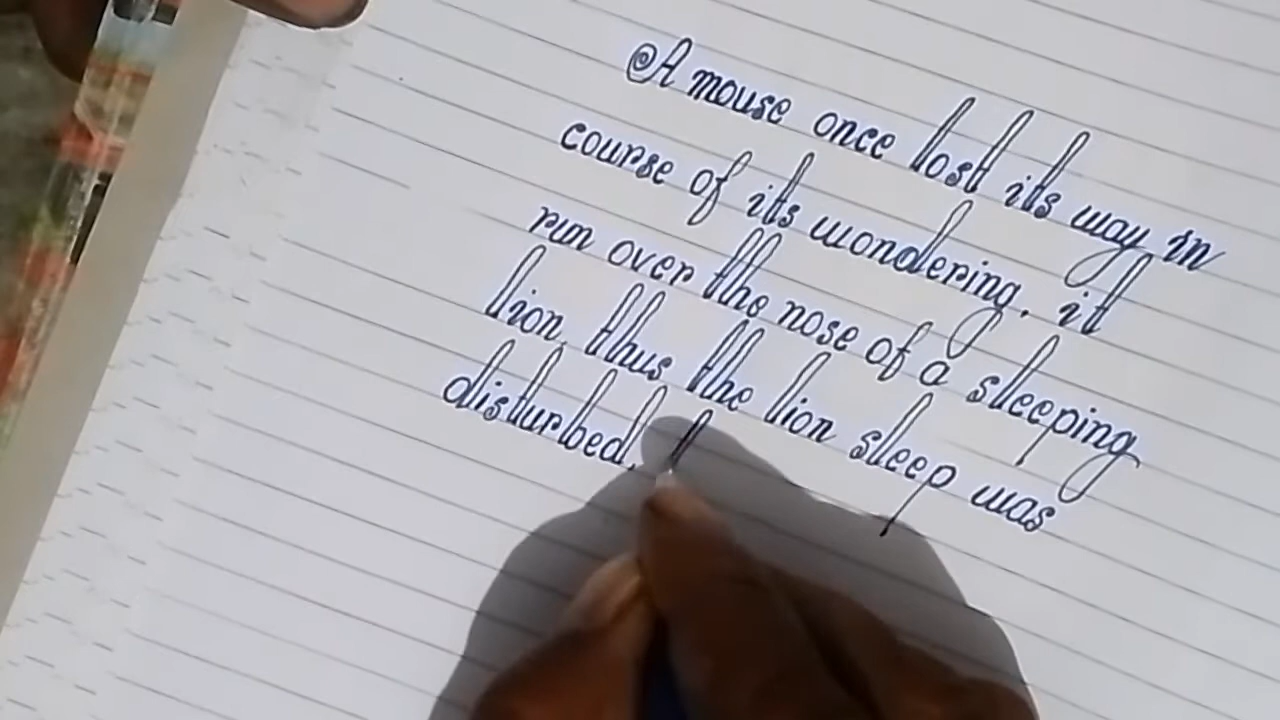 A mouse once lost its way in
course of its wondering. it
run over the nose of a sleeping
lion, thus the lion sleep was
disturbed.